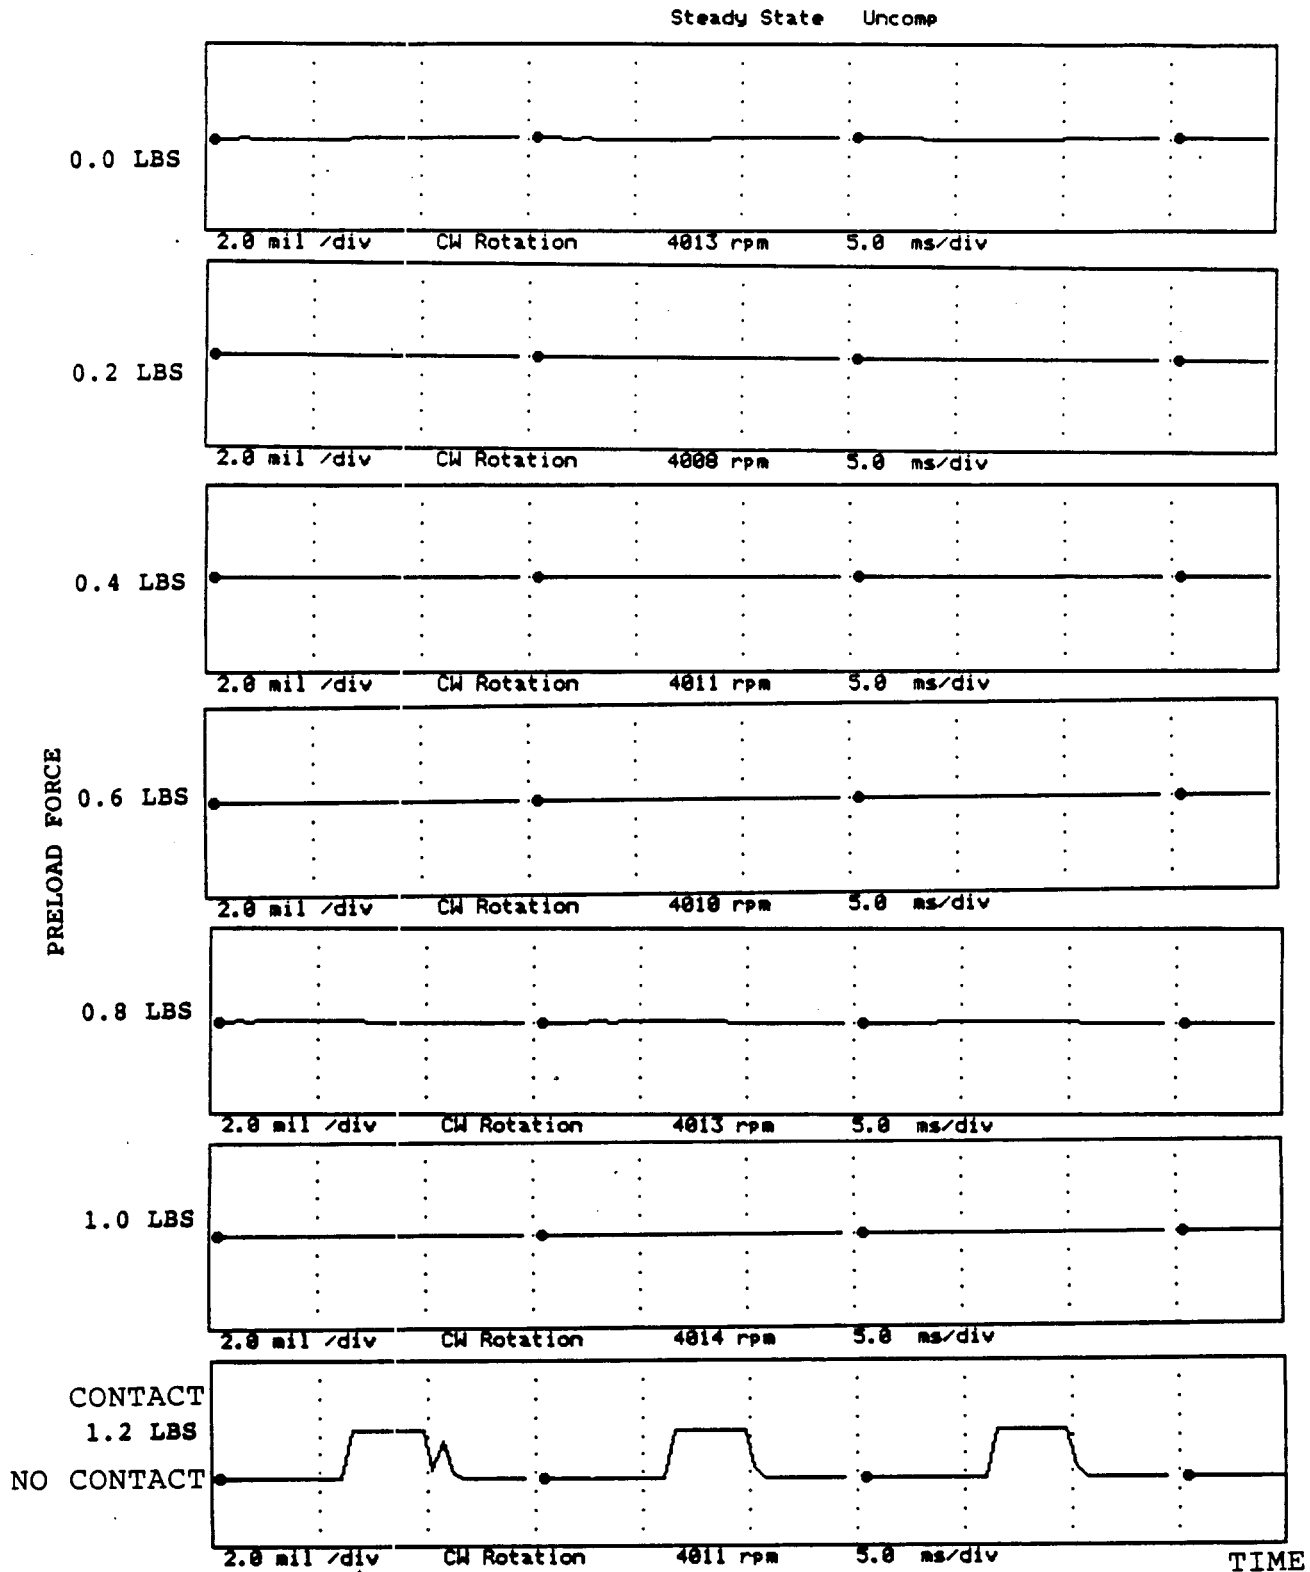 Steady State Uncomp
0.0 LBS
2.0 mil /div CW Rotation 4013 rpm 5.0 ms/div
0.2 LBS
2.0 mil /div CW Rotation 4008 rpm 5.0 ms/div
0.4 LBS
2.0 mil /div CW Rotation 4011 rpm 5.0 ms/div
PRELOAD FORCE
0.6 LBS
2.0 mil /div CW Rotation 4010 rpm 5.0 ms/div
0.8 LBS
2.0 mil /div CW Rotation 4013 rpm 5.0 ms/div
1.0 LBS
2.0 mil /div CW Rotation 4014 rpm 5.0 ms/div
CONTACT
1.2 LBS
NO CONTACT
2.0 mil /div CW Rotation 4011 rpm 5.0 ms/div
TIME